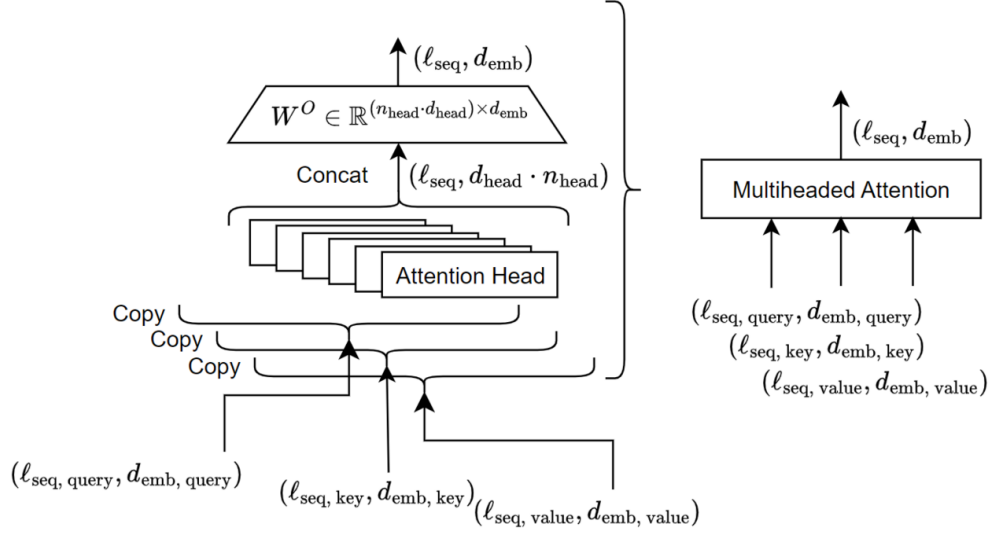 (ℓ_seq, d_emb)
W^O ∈ ℝ^{(n_head·d_head)×d_emb}
Concat
(ℓ_seq, d_head · n_head)
Attention Head
Copy
Copy
Copy
(ℓ_seq, query, d_emb, query)
(ℓ_seq, key, d_emb, key)
(ℓ_seq, value, d_emb, value)
(ℓ_seq, d_emb)
Multiheaded Attention
(ℓ_seq, query, d_emb, query)
(ℓ_seq, key, d_emb, key)
(ℓ_seq, value, d_emb, value)